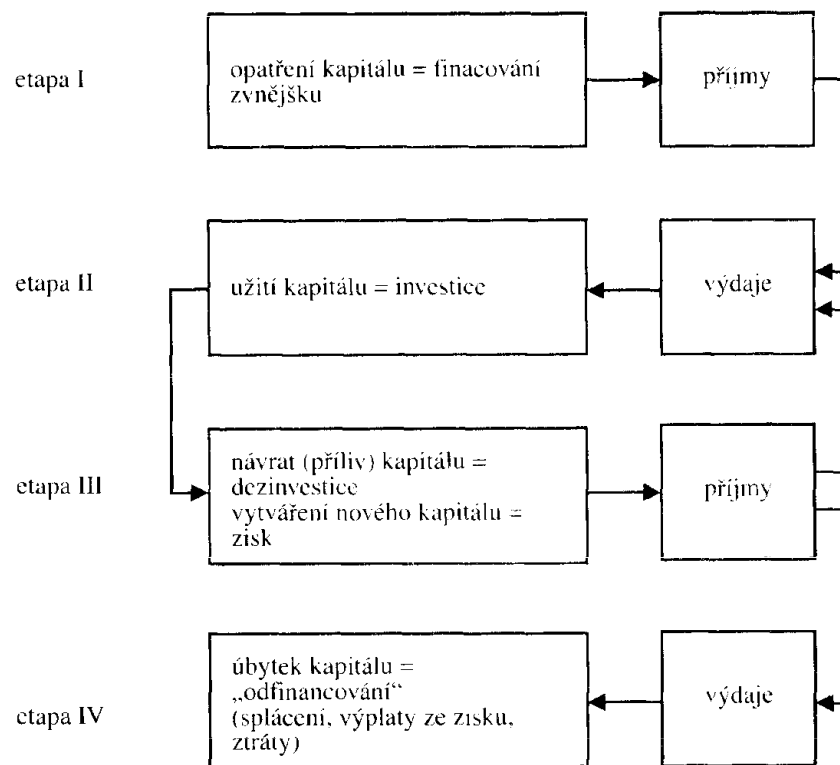 etapa I
opatření kapitálu = finacování
zvnějšku
příjmy
etapa II
užití kapitálu = investice
výdaje
etapa III
návrat (příliv) kapitálu =
dezinvestice
vytváření nového kapitálu =
zisk
příjmy
etapa IV
úbytek kapitálu =
„odfinancování“
(splácení, výplaty ze zisku,
ztráty)
výdaje